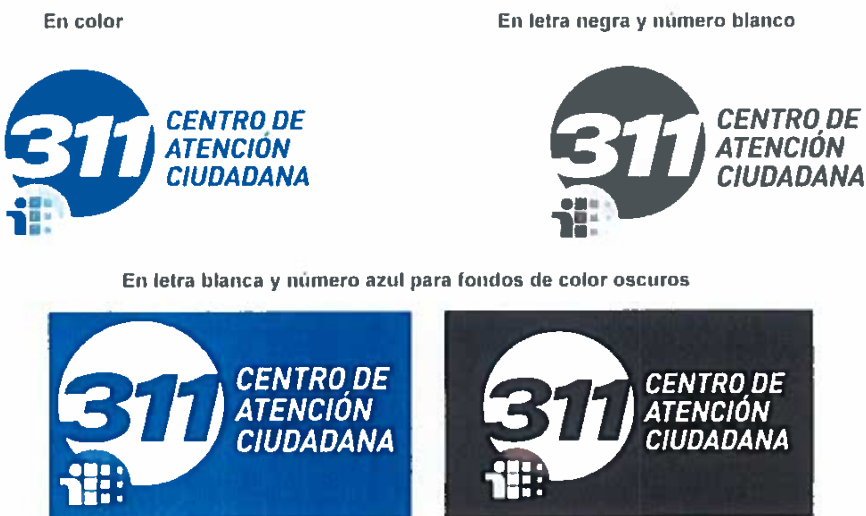 En color
En letra negra y número blanco
311
CENTRO DE
ATENCIÓN
CIUDADANA
311
CENTRO DE
ATENCIÓN
CIUDADANA
En letra blanca y número azul para fondos de color oscuros
311
CENTRO DE
ATENCIÓN
CIUDADANA
311
CENTRO DE
ATENCIÓN
CIUDADANA